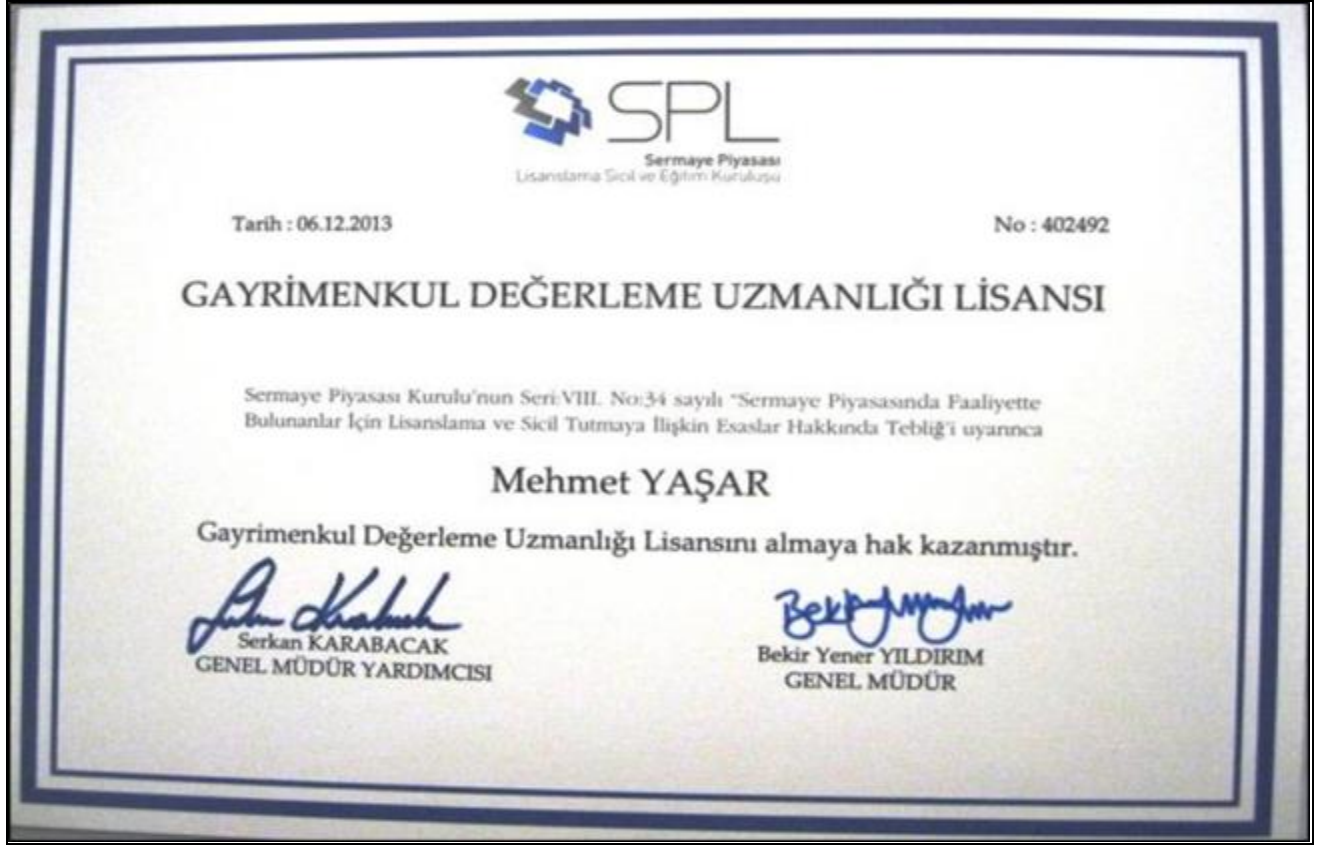 SPL
Sermaye Piyasası
Lisanslama Sicil ve Eğitim Kuruluşu
Tarih : 06.12.2013
No : 402492
GAYRİMENKUL DEĞERLEME UZMANLIĞI LİSANSI
Sermaye Piyasası Kurulu'nun Seri:VIII. No:34 sayılı "Sermaye Piyasasında Faaliyette
Bulunanlar İçin Lisanslama ve Sicil Tutmaya İlişkin Esaslar Hakkında Tebliğ'i uyarınca
Mehmet YAŞAR
Gayrimenkul Değerleme Uzmanlığı Lisansını almaya hak kazanmıştır.
Serkan KARABACAK
GENEL MÜDÜR YARDIMCISI
Bekir Yener YILDIRIM
GENEL MÜDÜR